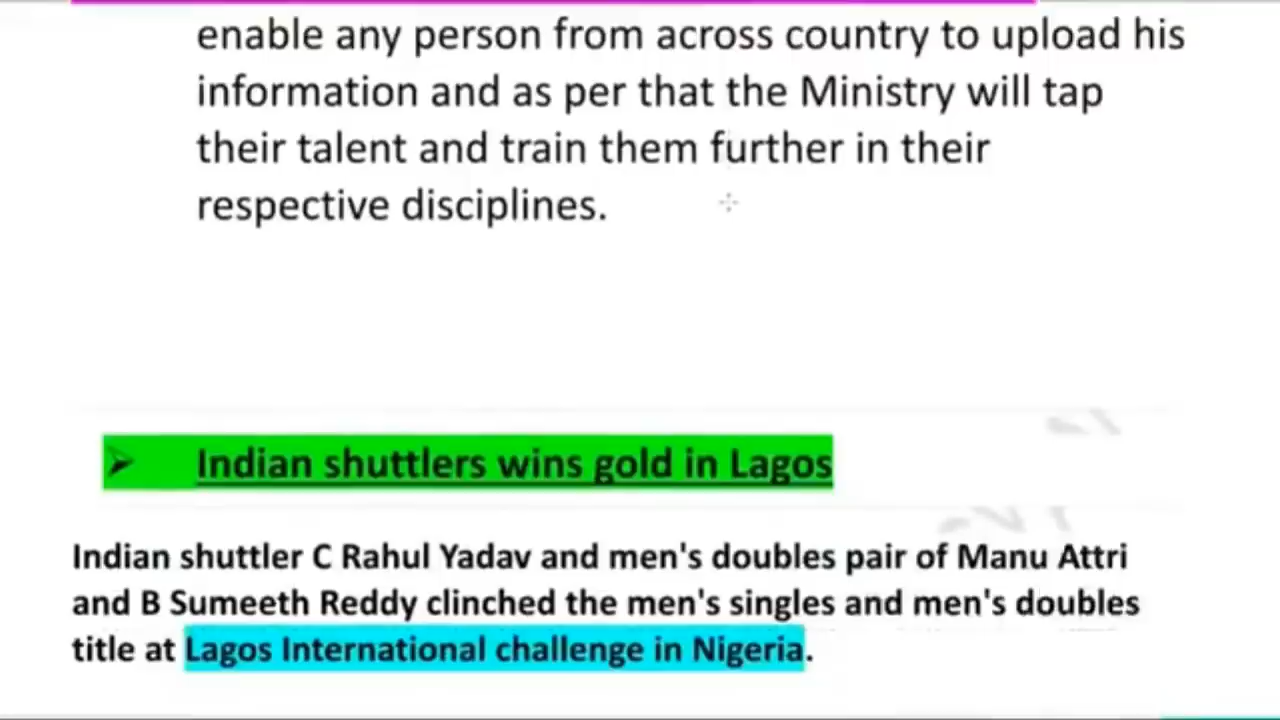 enable any person from across country to upload his
information and as per that the Ministry will tap
their talent and train them further in their
respective disciplines.
➢ Indian shuttlers wins gold in Lagos
Indian shuttler C Rahul Yadav and men's doubles pair of Manu Attri
and B Sumeeth Reddy clinched the men's singles and men's doubles
title at Lagos International challenge in Nigeria.